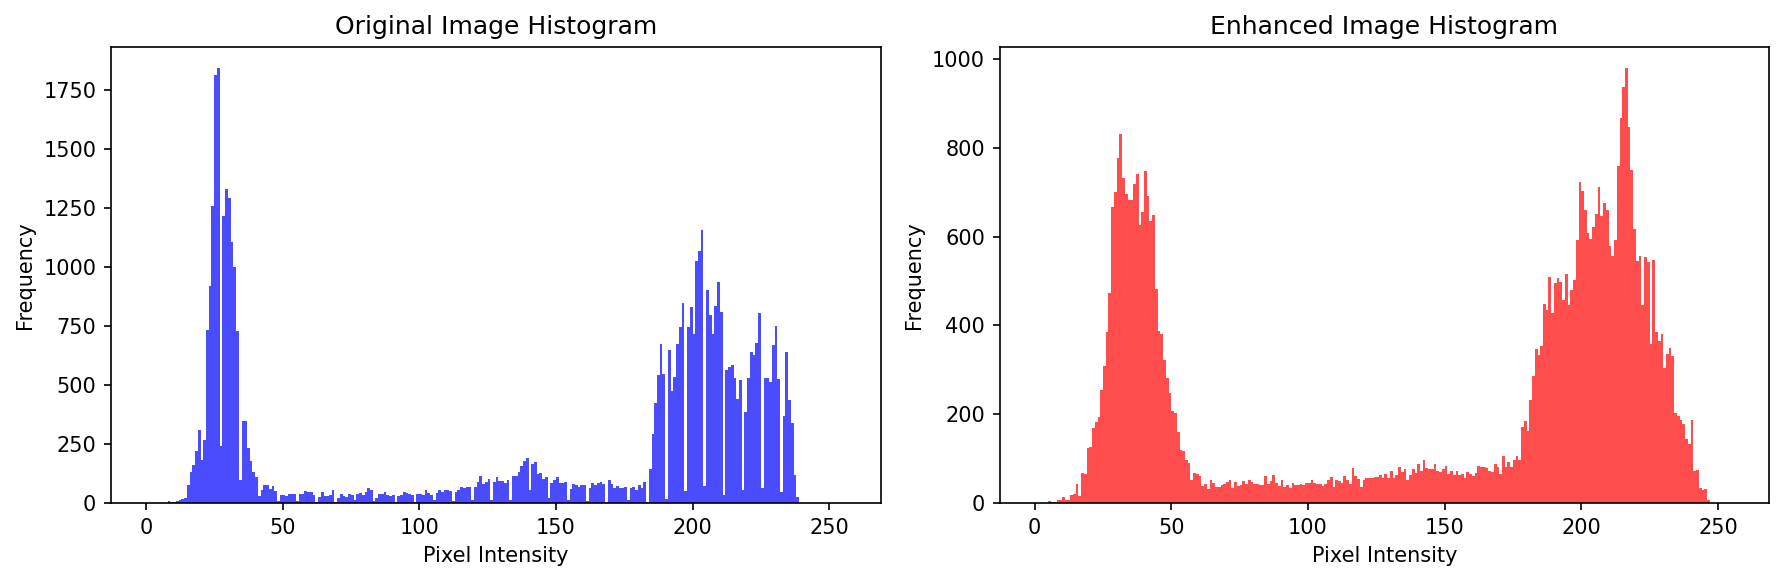 Original Image Histogram
Frequency
1750
1500
1250
1000
750
500
250
0
0 50 100 150 200 250
Pixel Intensity
Enhanced Image Histogram
Frequency
1000
800
600
400
200
0
0 50 100 150 200 250
Pixel Intensity